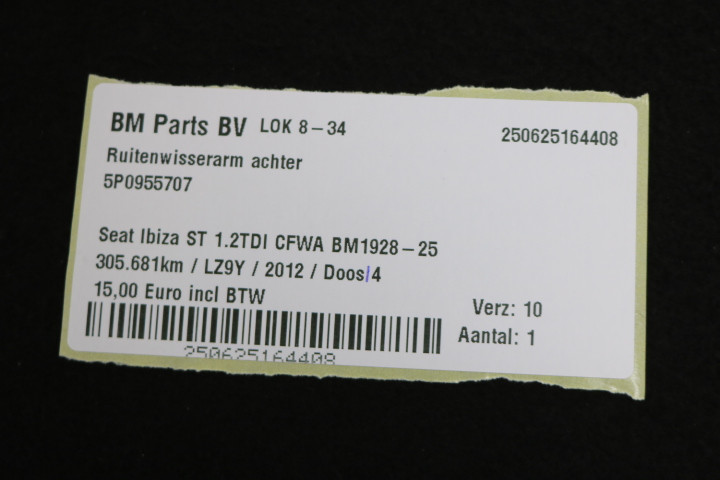 BM Parts BV LOK 8-34 250625164408
Ruitenwisserarm achter
5P0955707
Seat Ibiza ST 1.2TDI CFWA BM1928-25
305.681km / LZ9Y / 2012 / Doos/4
15,00 Euro incl BTW
Verz: 10
Aantal: 1
250625164408